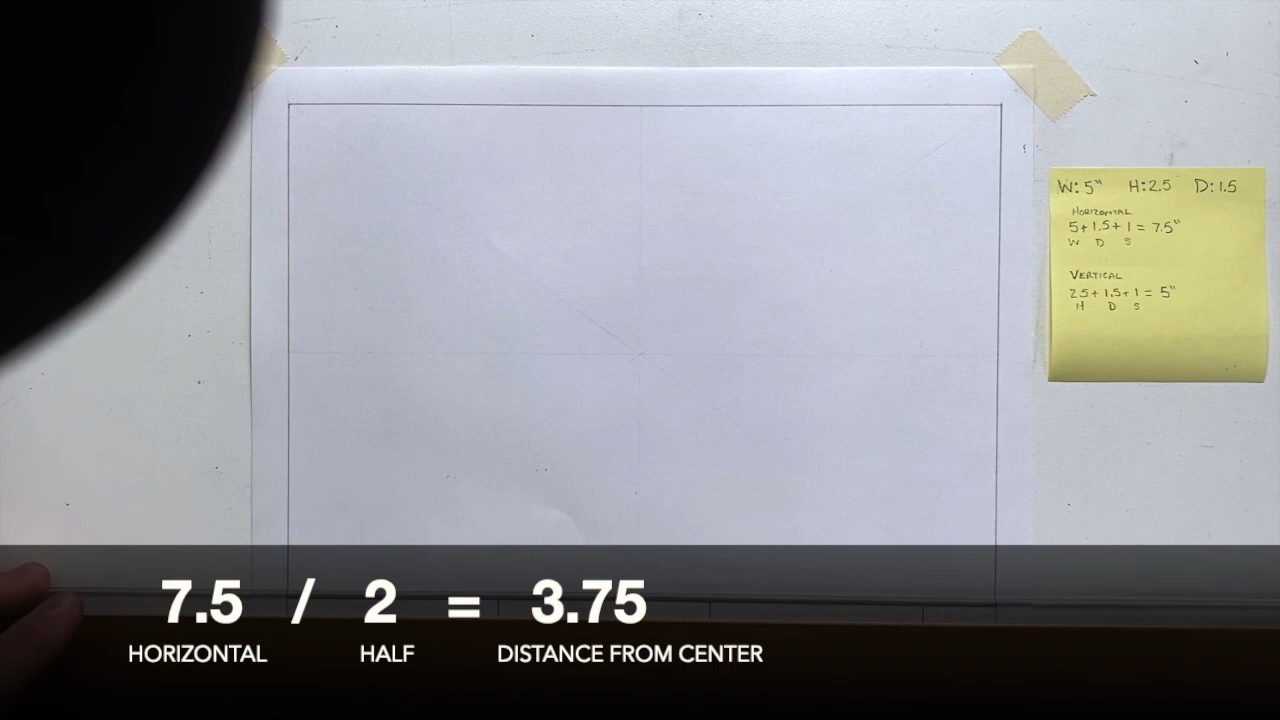 W: 5" H: 2.5 D: 1.5
HORIZONTAL
5 + 1.5 + 1 = 7.5"
W D S
VERTICAL
2.5 + 1.5 + 1 = 5"
H D S
7.5 / 2 = 3.75
HORIZONTAL HALF DISTANCE FROM CENTER